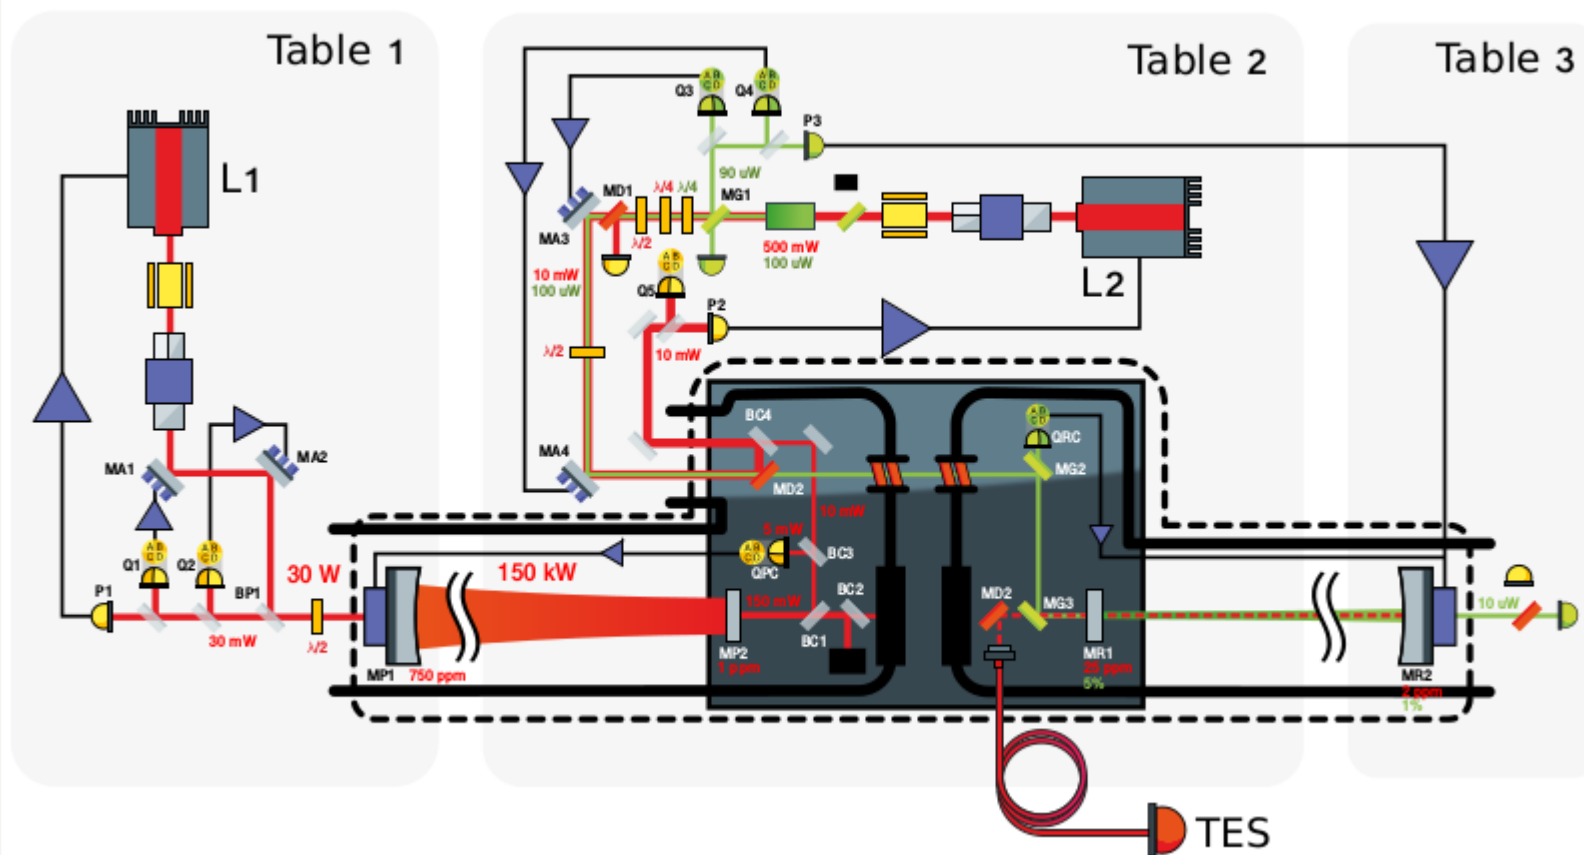 Table 1
Table 2
Table 3
A B
C D
Q3
A B
C D
Q4
P3
L1
90 uW
MD1
λ/4
λ/4
MG1
MA3
λ/2
500 mW
100 uW
10 mW
100 uW
A B
C D
Q5
L2
P2
λ/2
10 mW
BC4
A B
C D
QRC
MA4
MG2
MA1
MA2
MD2
10 mW
5 mW
A B
C D
Q1
A B
C D
Q2
30 W
150 kW
A B
C D
QPC
BC3
P1
BP1
BC2
MD2
MG3
10 uW
150 mW
30 mW
λ/2
BC1
MP1
750 ppm
MP2
1 ppm
MR1
25 ppm
5%
MR2
2 ppm
1%
TES